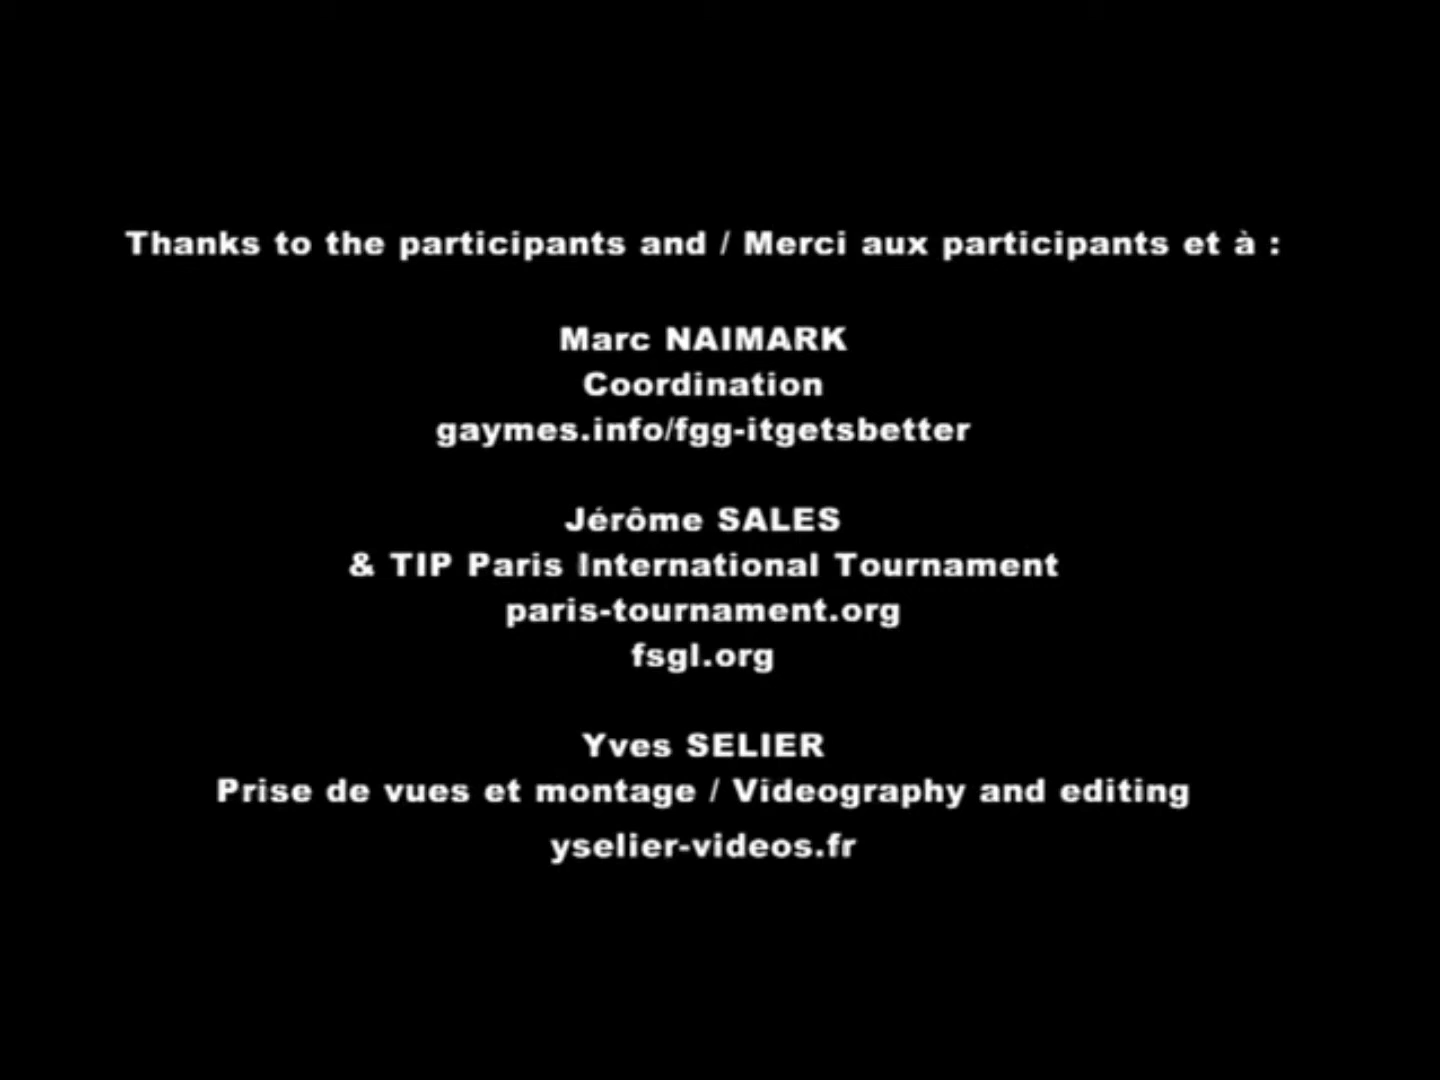 Thanks to the participants and / Merci aux participants et à :
Marc NAIMARK
Coordination
gaymes.info/fgg-itgetsbetter
Jérôme SALES
& TIP Paris International Tournament
paris-tournament.org
fsgl.org
Yves SELIER
Prise de vues et montage / Videography and editing
yselier-videos.fr